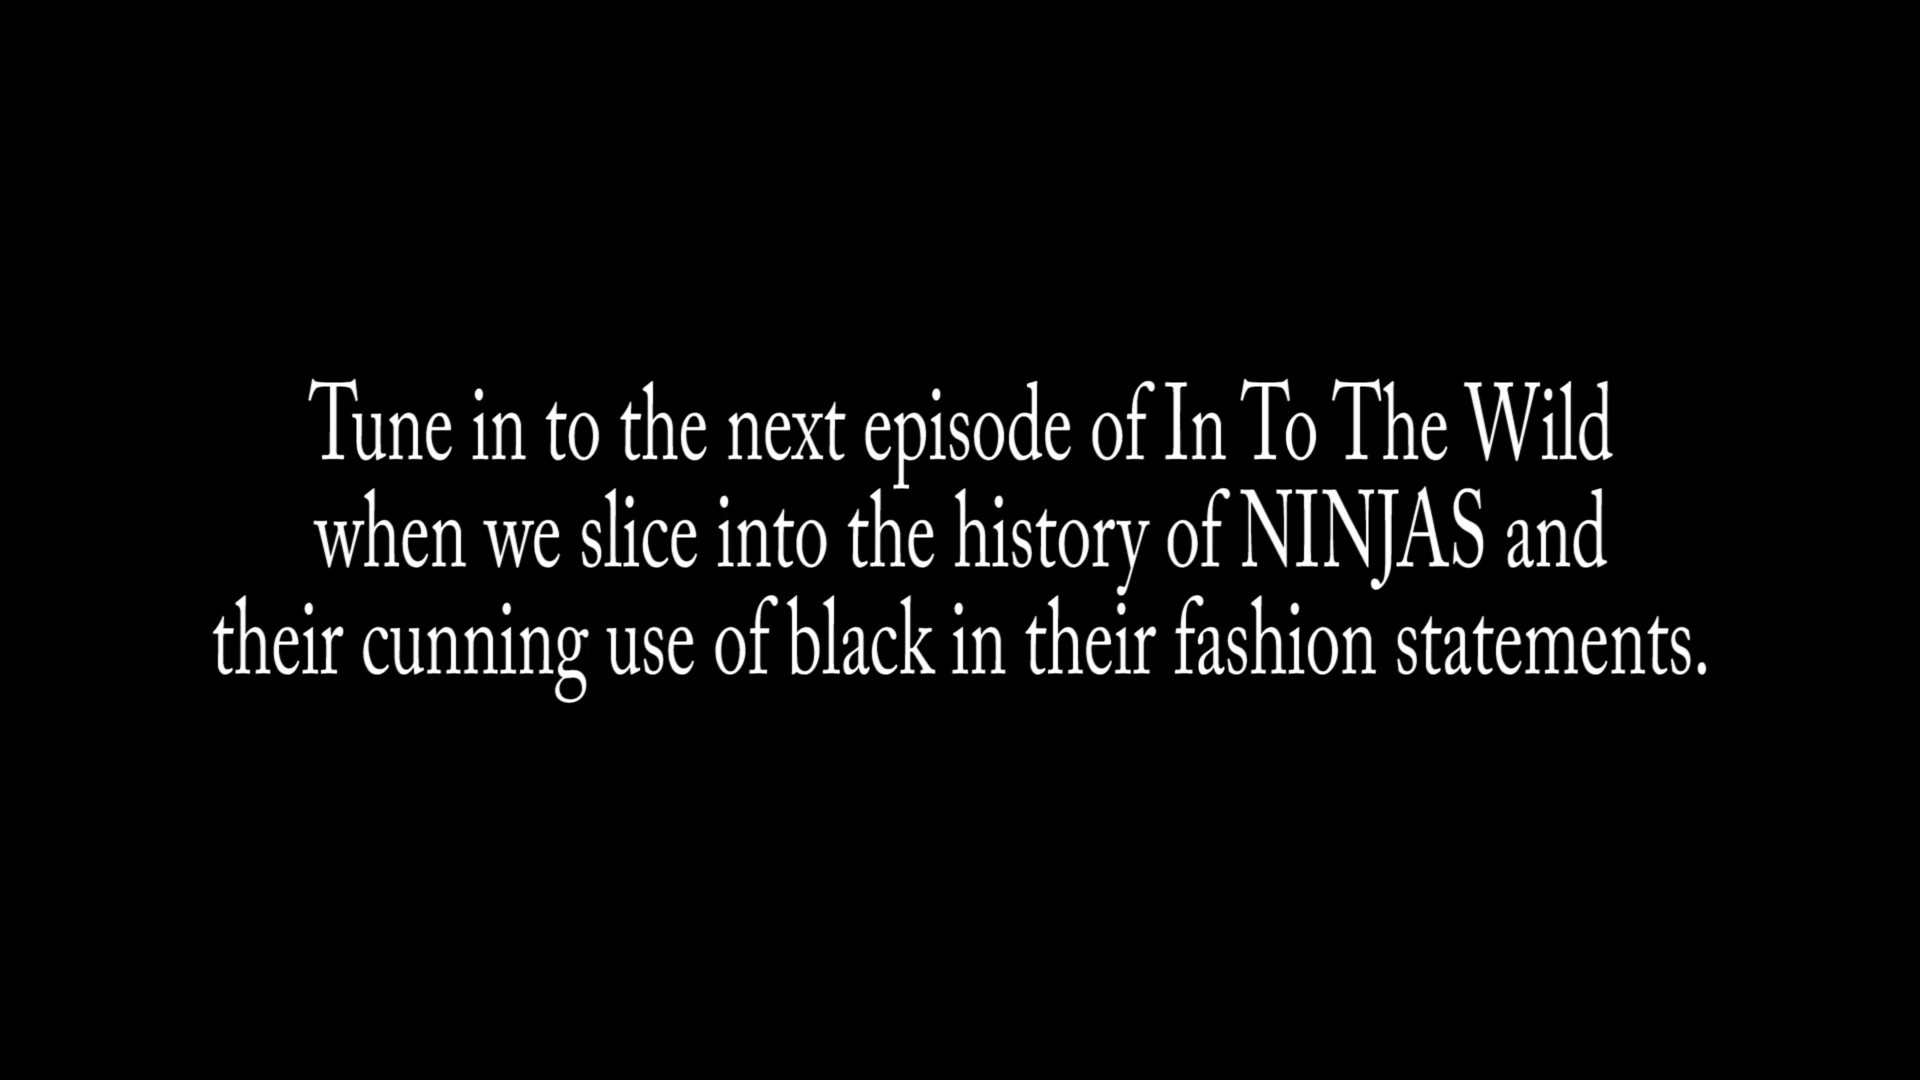 Tune in to the next episode of In To The Wild
when we slice into the history of NINJAS and
their cunning use of black in their fashion statements.